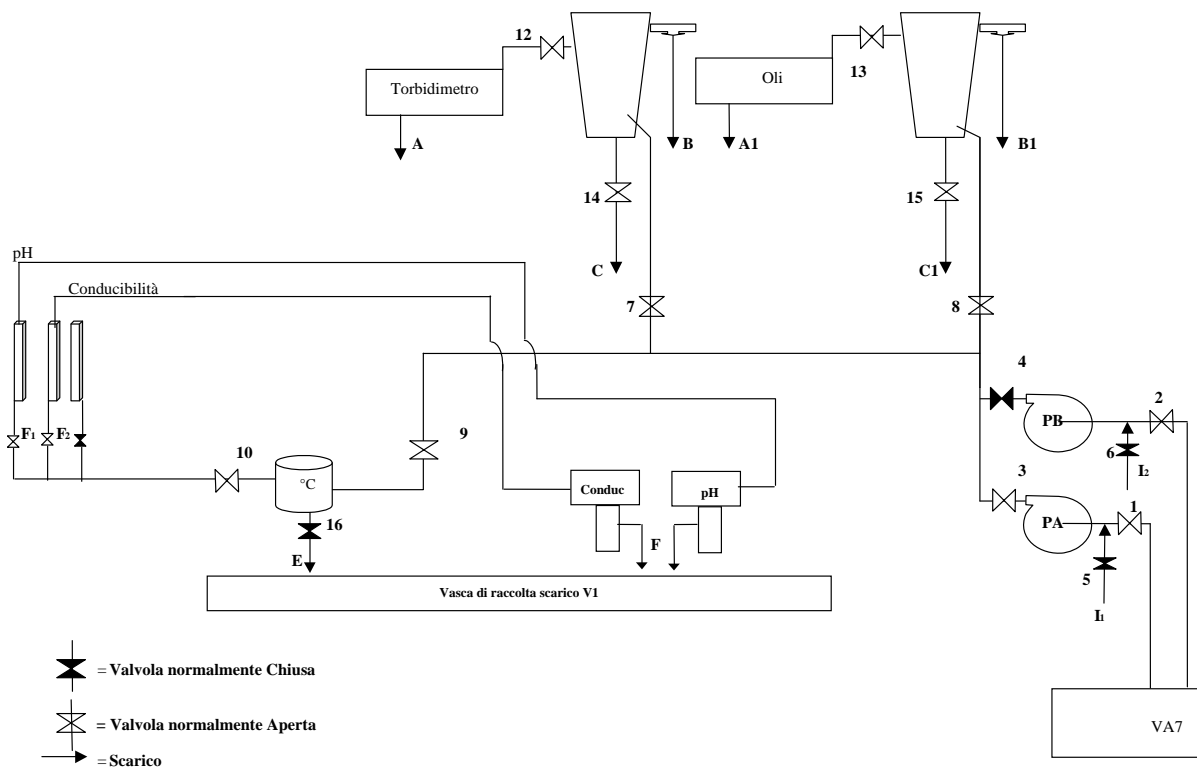 12
13
Torbidimetro
Oli
A
B
A1
B1
14
15
C
C1
pH
Conducibilità
7
8
4
2
PB
F1
F2
9
10
6
I2
°C
3
Conduc
pH
1
PA
16
E
F
5
I1
Vasca di raccolta scarico V1
= Valvola normalmente Chiusa
= Valvola normalmente Aperta
VA7
= Scarico